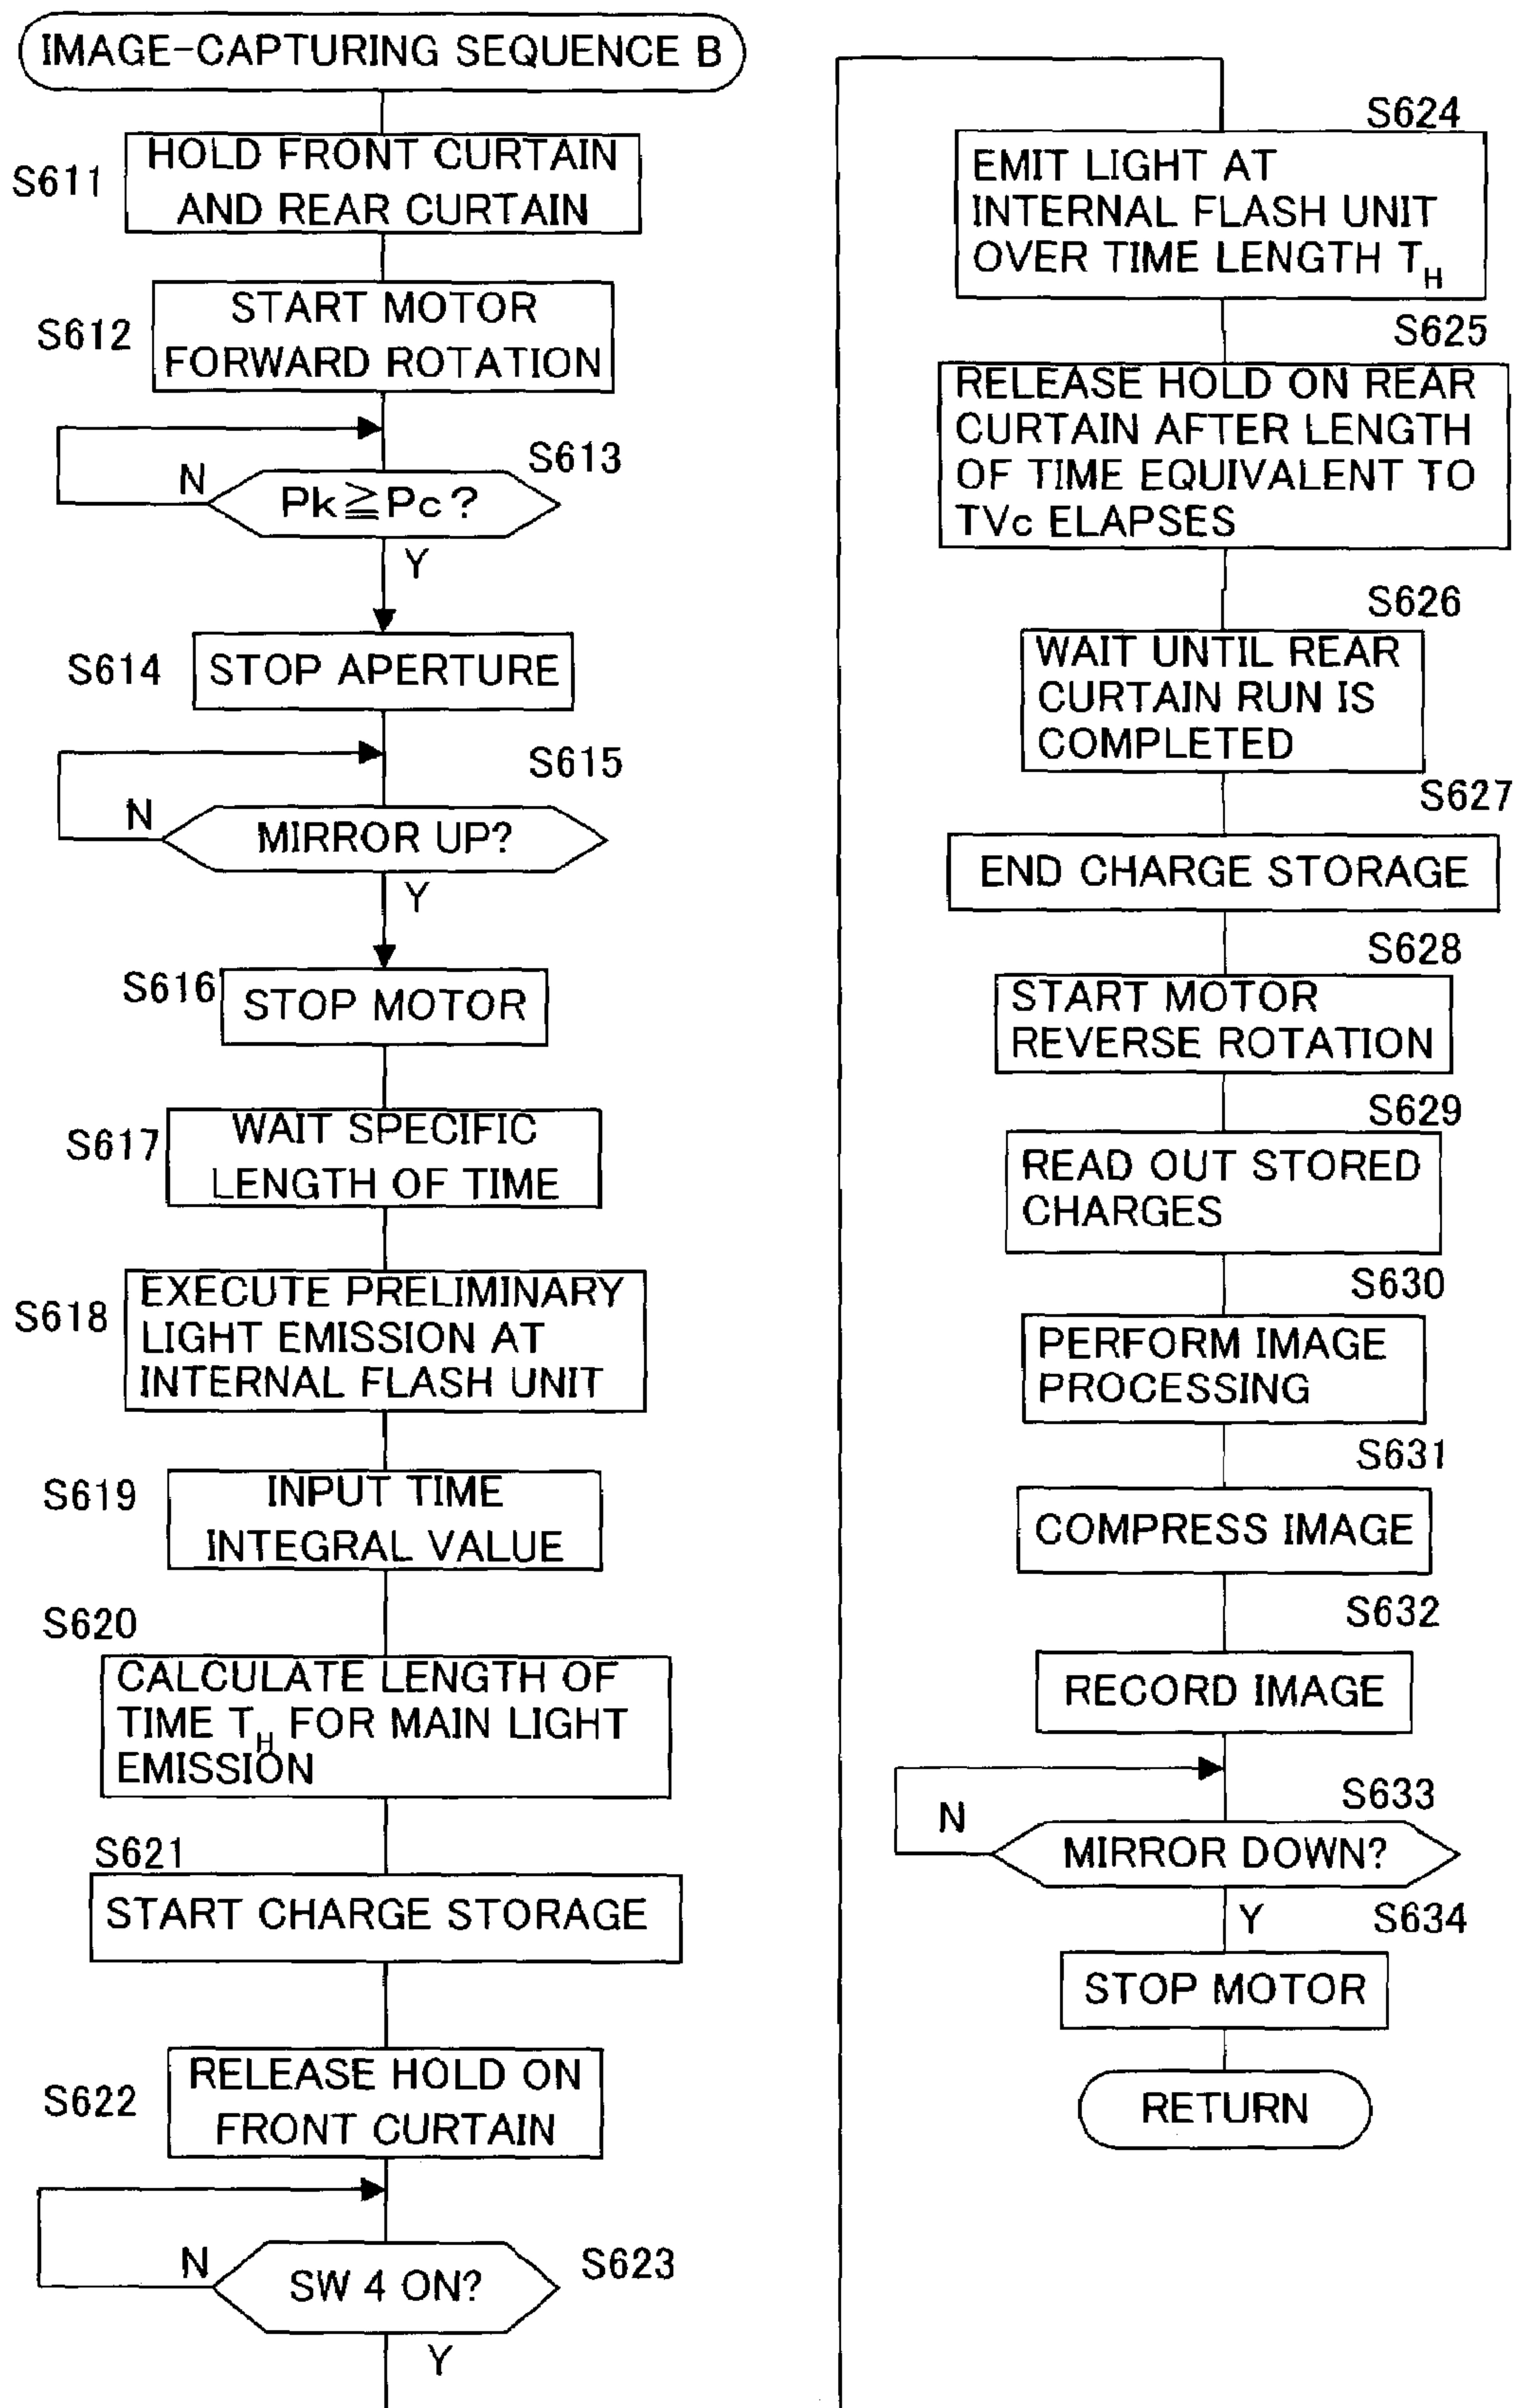 IMAGE-CAPTURING SEQUENCE B
S611
HOLD FRONT CURTAIN
AND REAR CURTAIN
S612
START MOTOR
FORWARD ROTATION
S613
N
Pk≧Pc?
Y
S614
STOP APERTURE
S615
N
MIRROR UP?
Y
S616
STOP MOTOR
S617
WAIT SPECIFIC
LENGTH OF TIME
S618
EXECUTE PRELIMINARY
LIGHT EMISSION AT
INTERNAL FLASH UNIT
S619
INPUT TIME
INTEGRAL VALUE
S620
CALCULATE LENGTH OF
TIME TH FOR MAIN LIGHT
EMISSION
S621
START CHARGE STORAGE
S622
RELEASE HOLD ON
FRONT CURTAIN
N
SW 4 ON?
S623
Y
S624
EMIT LIGHT AT
INTERNAL FLASH UNIT
OVER TIME LENGTH TH
S625
RELEASE HOLD ON REAR
CURTAIN AFTER LENGTH
OF TIME EQUIVALENT TO
TVc ELAPSES
S626
WAIT UNTIL REAR
CURTAIN RUN IS
COMPLETED
S627
END CHARGE STORAGE
S628
START MOTOR
REVERSE ROTATION
S629
READ OUT STORED
CHARGES
S630
PERFORM IMAGE
PROCESSING
S631
COMPRESS IMAGE
S632
RECORD IMAGE
S633
N
MIRROR DOWN?
Y
S634
STOP MOTOR
RETURN